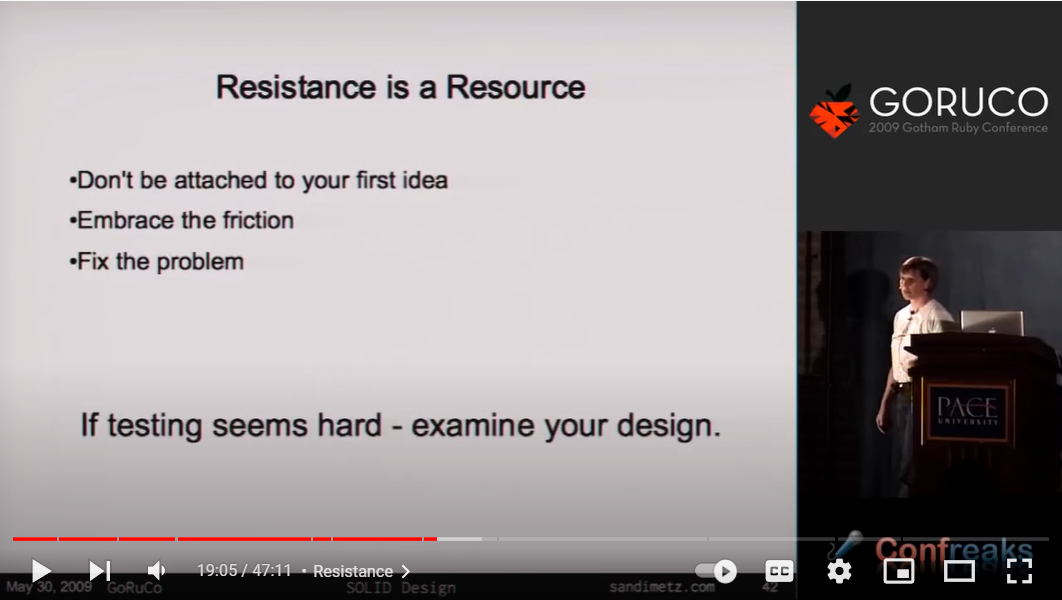 Resistance is a Resource
•Don't be attached to your first idea
•Embrace the friction
•Fix the problem
If testing seems hard - examine your design.
GORUCO
2009 Gotham Ruby Conference
PACE
UNIVERSITY
Confreaks
19:05 / 47:11 • Resistance
CC
May 30, 2009 GoRuCo SOLID Design sandimetz.com 42